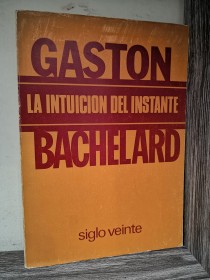 GASTON
LA INTUICION DEL INSTANTE
BACHELARD
siglo veinte